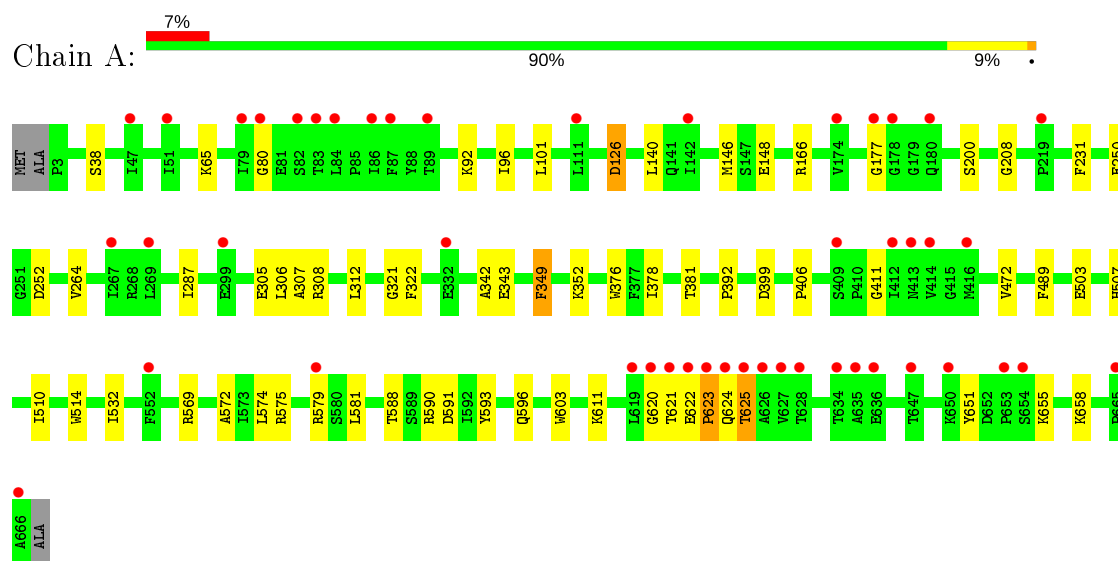 7%
Chain A:
90% 9% •
MET ALA P3 S38 I47 I51 K65 I79 G80 E81 S82 T83 L84 P85 I86 F87 Y88 T89 K92 I96 L101 L111 D126 L140 Q141 I142 M146 S147 E148 R166 V174 G177 G178 G179 Q180 S200 G208 P219 F231
G251 D252 V264 I267 R268 L269 I287 E299 E305 L306 A307 R308 L312 G321 F322 E332 A342 E343 F349 K352 W376 F377 I378 T381 P392 D399 P406 S409 P410 G411 I412 N413 V414 G415 M416 V472 F489 E503 H507
I510 W514 I532 F552 R569 A572 I573 L574 R575 R579 S580 L581 T588 S589 R590 D591 I592 Y593 Q596 W603 K611 L619 G620 T621 E622 P623 Q624 T625 A626 V627 T628 T634 A635 E636 T647 K650 Y651 D652 P653 S654 K655 K658
A666 ALA